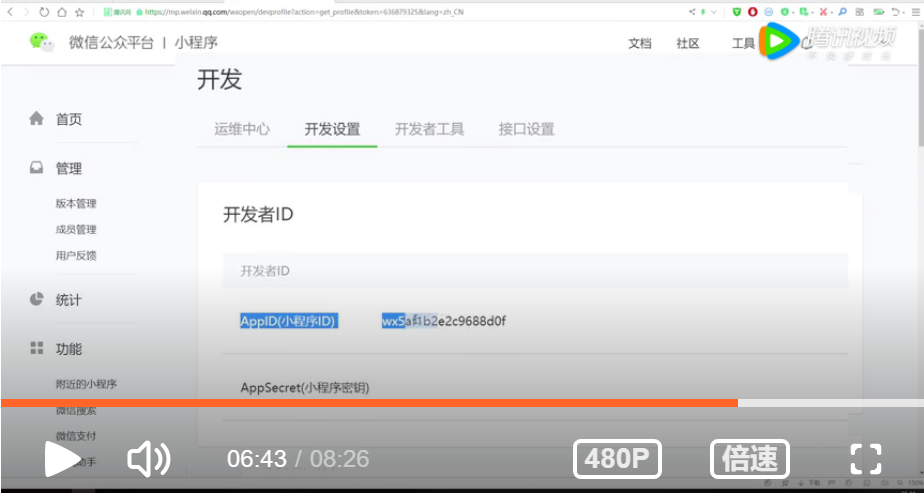 腾讯网 https://mp.weixin.qq.com/wxopen/devprofile?action=get_profile&token=636879325&lang=zh_CN
微信公众平台 | 小程序
文档 社区 工具
腾讯视频
开发
运维中心 开发设置 开发者工具 接口设置
首页
管理
版本管理
成员管理
用户反馈
统计
功能
附近的小程序
微信搜索
微信支付
助手
开发者ID
开发者ID
AppID(小程序ID) wx5aff1b2e2c9688d0f
AppSecret(小程序密钥)
06:43 / 08:26
480P 倍速